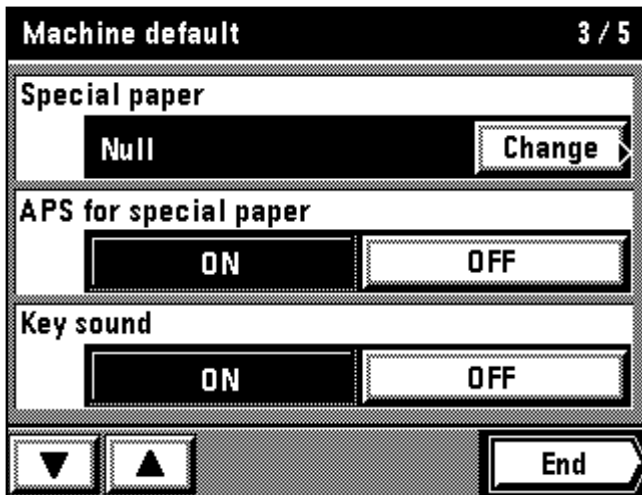 Machine default 3 / 5
Special paper
Null Change
APS for special paper
ON OFF
Key sound
ON OFF
End